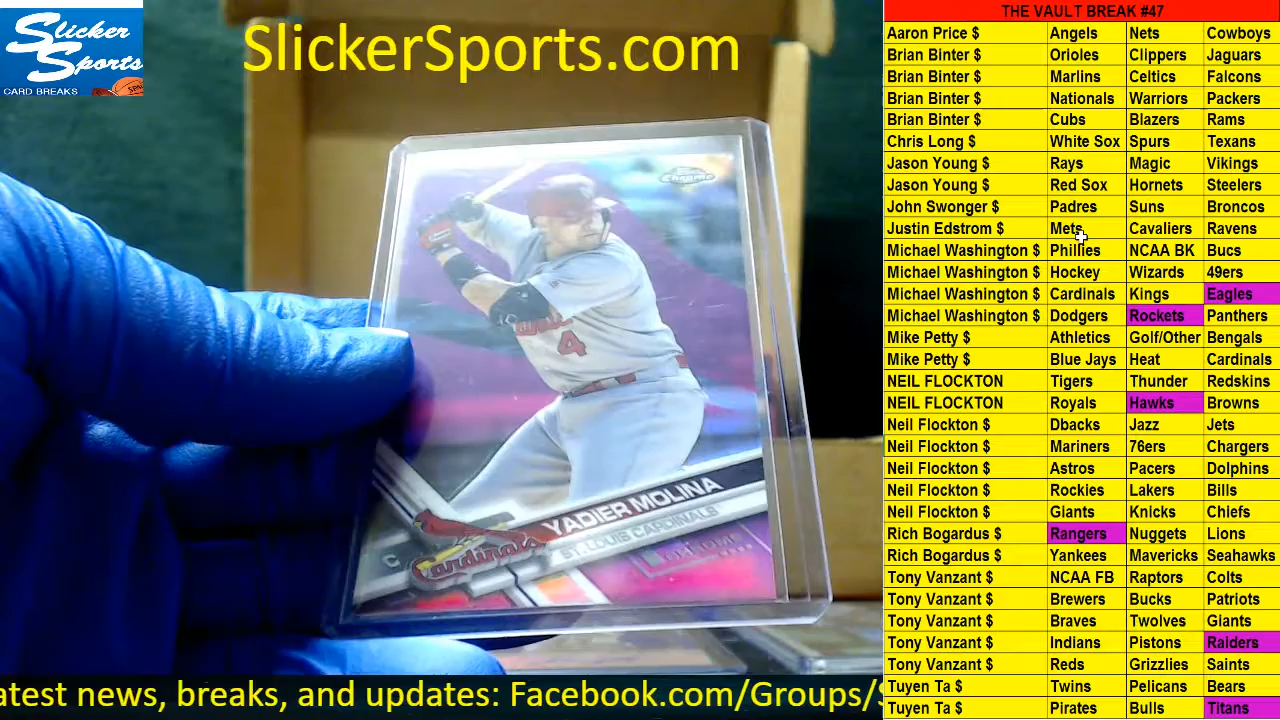 Slicker
Sports
CARD BREAKS
SlickerSports.com
Chrome
4
YADIER MOLINA
ST. LOUIS CARDINALS
C
Cardinals
atest news, breaks, and updates: Facebook.com/Groups/S
THE VAULT BREAK #47
Aaron Price $ Angels Nets Cowboys
Brian Binter $ Orioles Clippers Jaguars
Brian Binter $ Marlins Celtics Falcons
Brian Binter $ Nationals Warriors Packers
Brian Binter $ Cubs Blazers Rams
Chris Long $ White Sox Spurs Texans
Jason Young $ Rays Magic Vikings
Jason Young $ Red Sox Hornets Steelers
John Swonger $ Padres Suns Broncos
Justin Edstrom $ Mets Cavaliers Ravens
Michael Washington $ Phillies NCAA BK Bucs
Michael Washington $ Hockey Wizards 49ers
Michael Washington $ Cardinals Kings Eagles
Michael Washington $ Dodgers Rockets Panthers
Mike Petty $ Athletics Golf/Other Bengals
Mike Petty $ Blue Jays Heat Cardinals
NEIL FLOCKTON Tigers Thunder Redskins
NEIL FLOCKTON Royals Hawks Browns
Neil Flockton $ Dbacks Jazz Jets
Neil Flockton $ Mariners 76ers Chargers
Neil Flockton $ Astros Pacers Dolphins
Neil Flockton $ Rockies Lakers Bills
Neil Flockton $ Giants Knicks Chiefs
Rich Bogardus $ Rangers Nuggets Lions
Rich Bogardus $ Yankees Mavericks Seahawks
Tony Vanzant $ NCAA FB Raptors Colts
Tony Vanzant $ Brewers Bucks Patriots
Tony Vanzant $ Braves Twolves Giants
Tony Vanzant $ Indians Pistons Raiders
Tony Vanzant $ Reds Grizzlies Saints
Tuyen Ta $ Twins Pelicans Bears
Tuyen Ta $ Pirates Bulls Titans